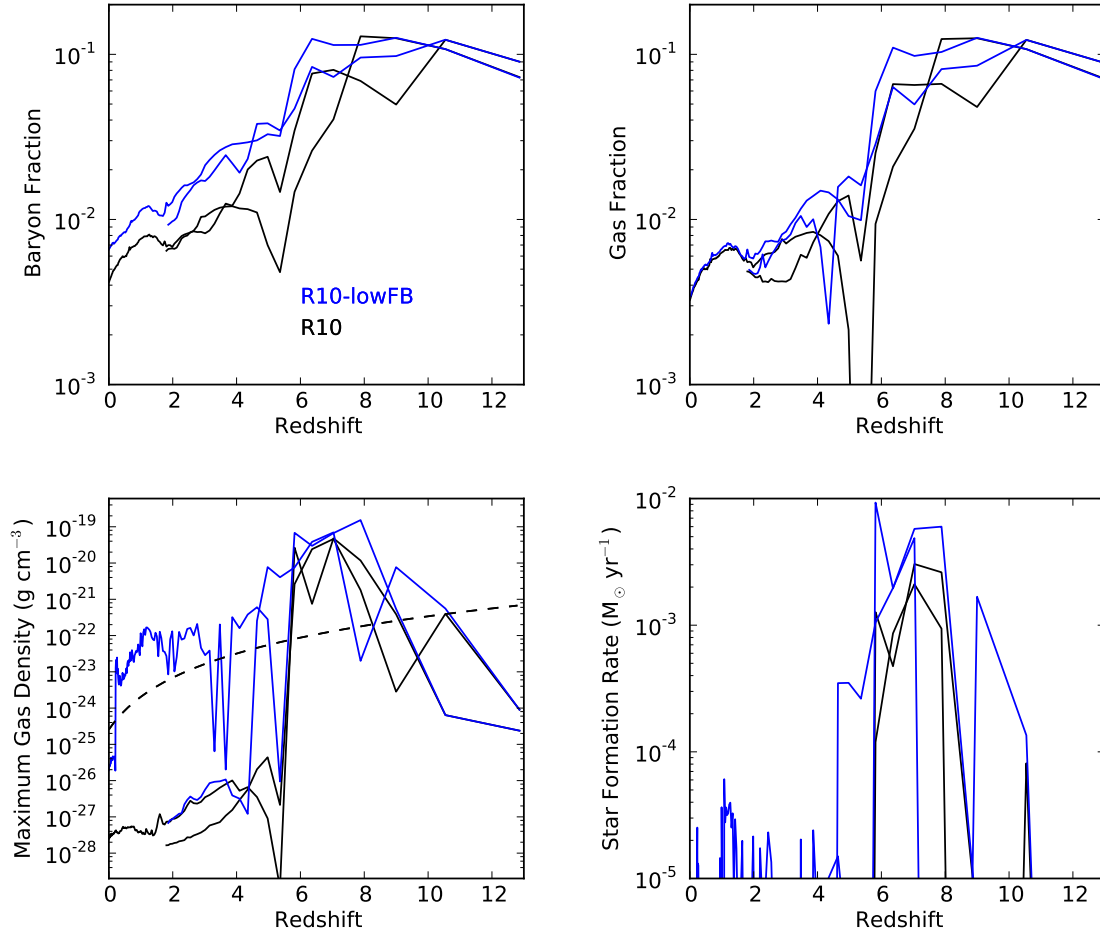 10⁻¹
10⁻²
10⁻³
Baryon Fraction
R10-lowFB
R10
0 2 4 6 8 10 12
Redshift
10⁻¹
10⁻²
10⁻³
Gas Fraction
0 2 4 6 8 10 12
Redshift
10⁻¹⁹
10⁻²⁰
10⁻²¹
10⁻²²
10⁻²³
10⁻²⁴
10⁻²⁵
10⁻²⁶
10⁻²⁷
10⁻²⁸
Maximum Gas Density (g cm⁻³)
0 2 4 6 8 10 12
Redshift
10⁻²
10⁻³
10⁻⁴
10⁻⁵
Star Formation Rate (M⊙ yr⁻¹)
0 2 4 6 8 10 12
Redshift